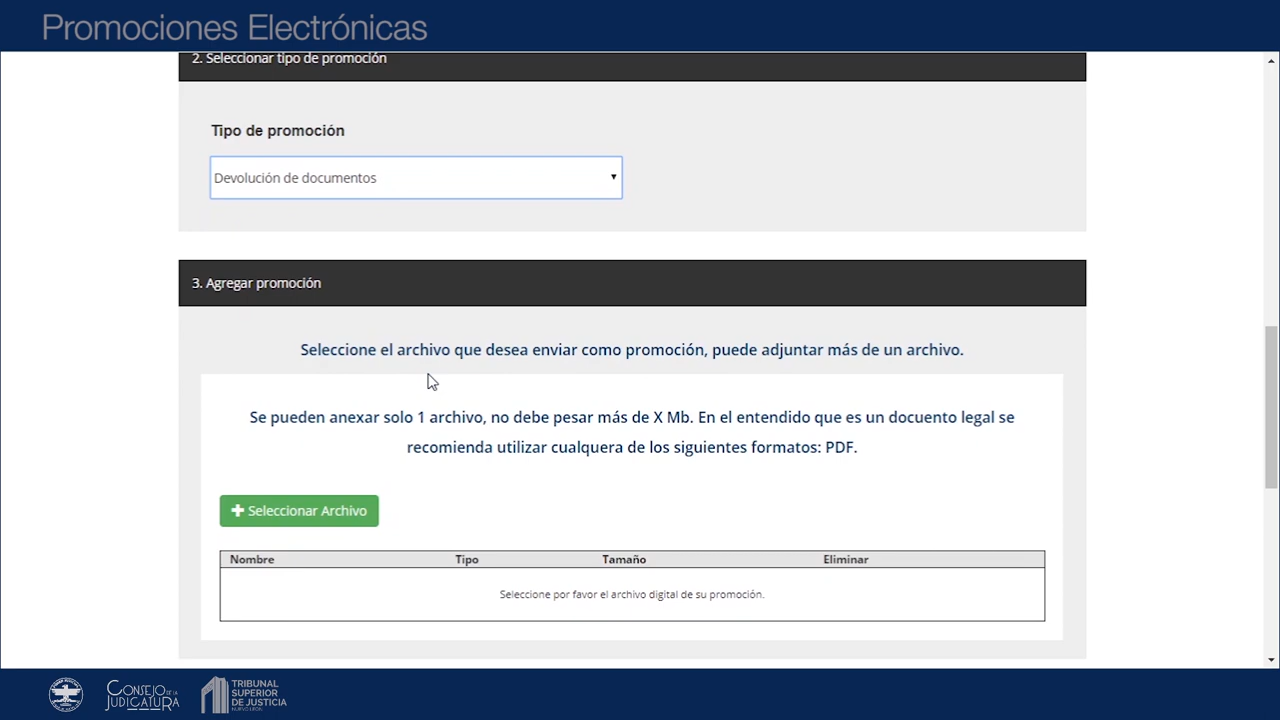 Promociones Electrónicas
2. Seleccionar tipo de promoción
Tipo de promoción
Devolución de documentos
3. Agregar promoción
Seleccione el archivo que desea enviar como promoción, puede adjuntar más de un archivo.
Se pueden anexar solo 1 archivo, no debe pesar más de X Mb. En el entendido que es un docuento legal se
recomienda utilizar cualquera de los siguientes formatos: PDF.
Seleccionar Archivo
Nombre Tipo Tamaño Eliminar
Seleccione por favor el archivo digital de su promoción.
CONSEJO DE LA
JUDICATURA
TRIBUNAL
SUPERIOR
DE JUSTICIA
NUEVO LEÓN